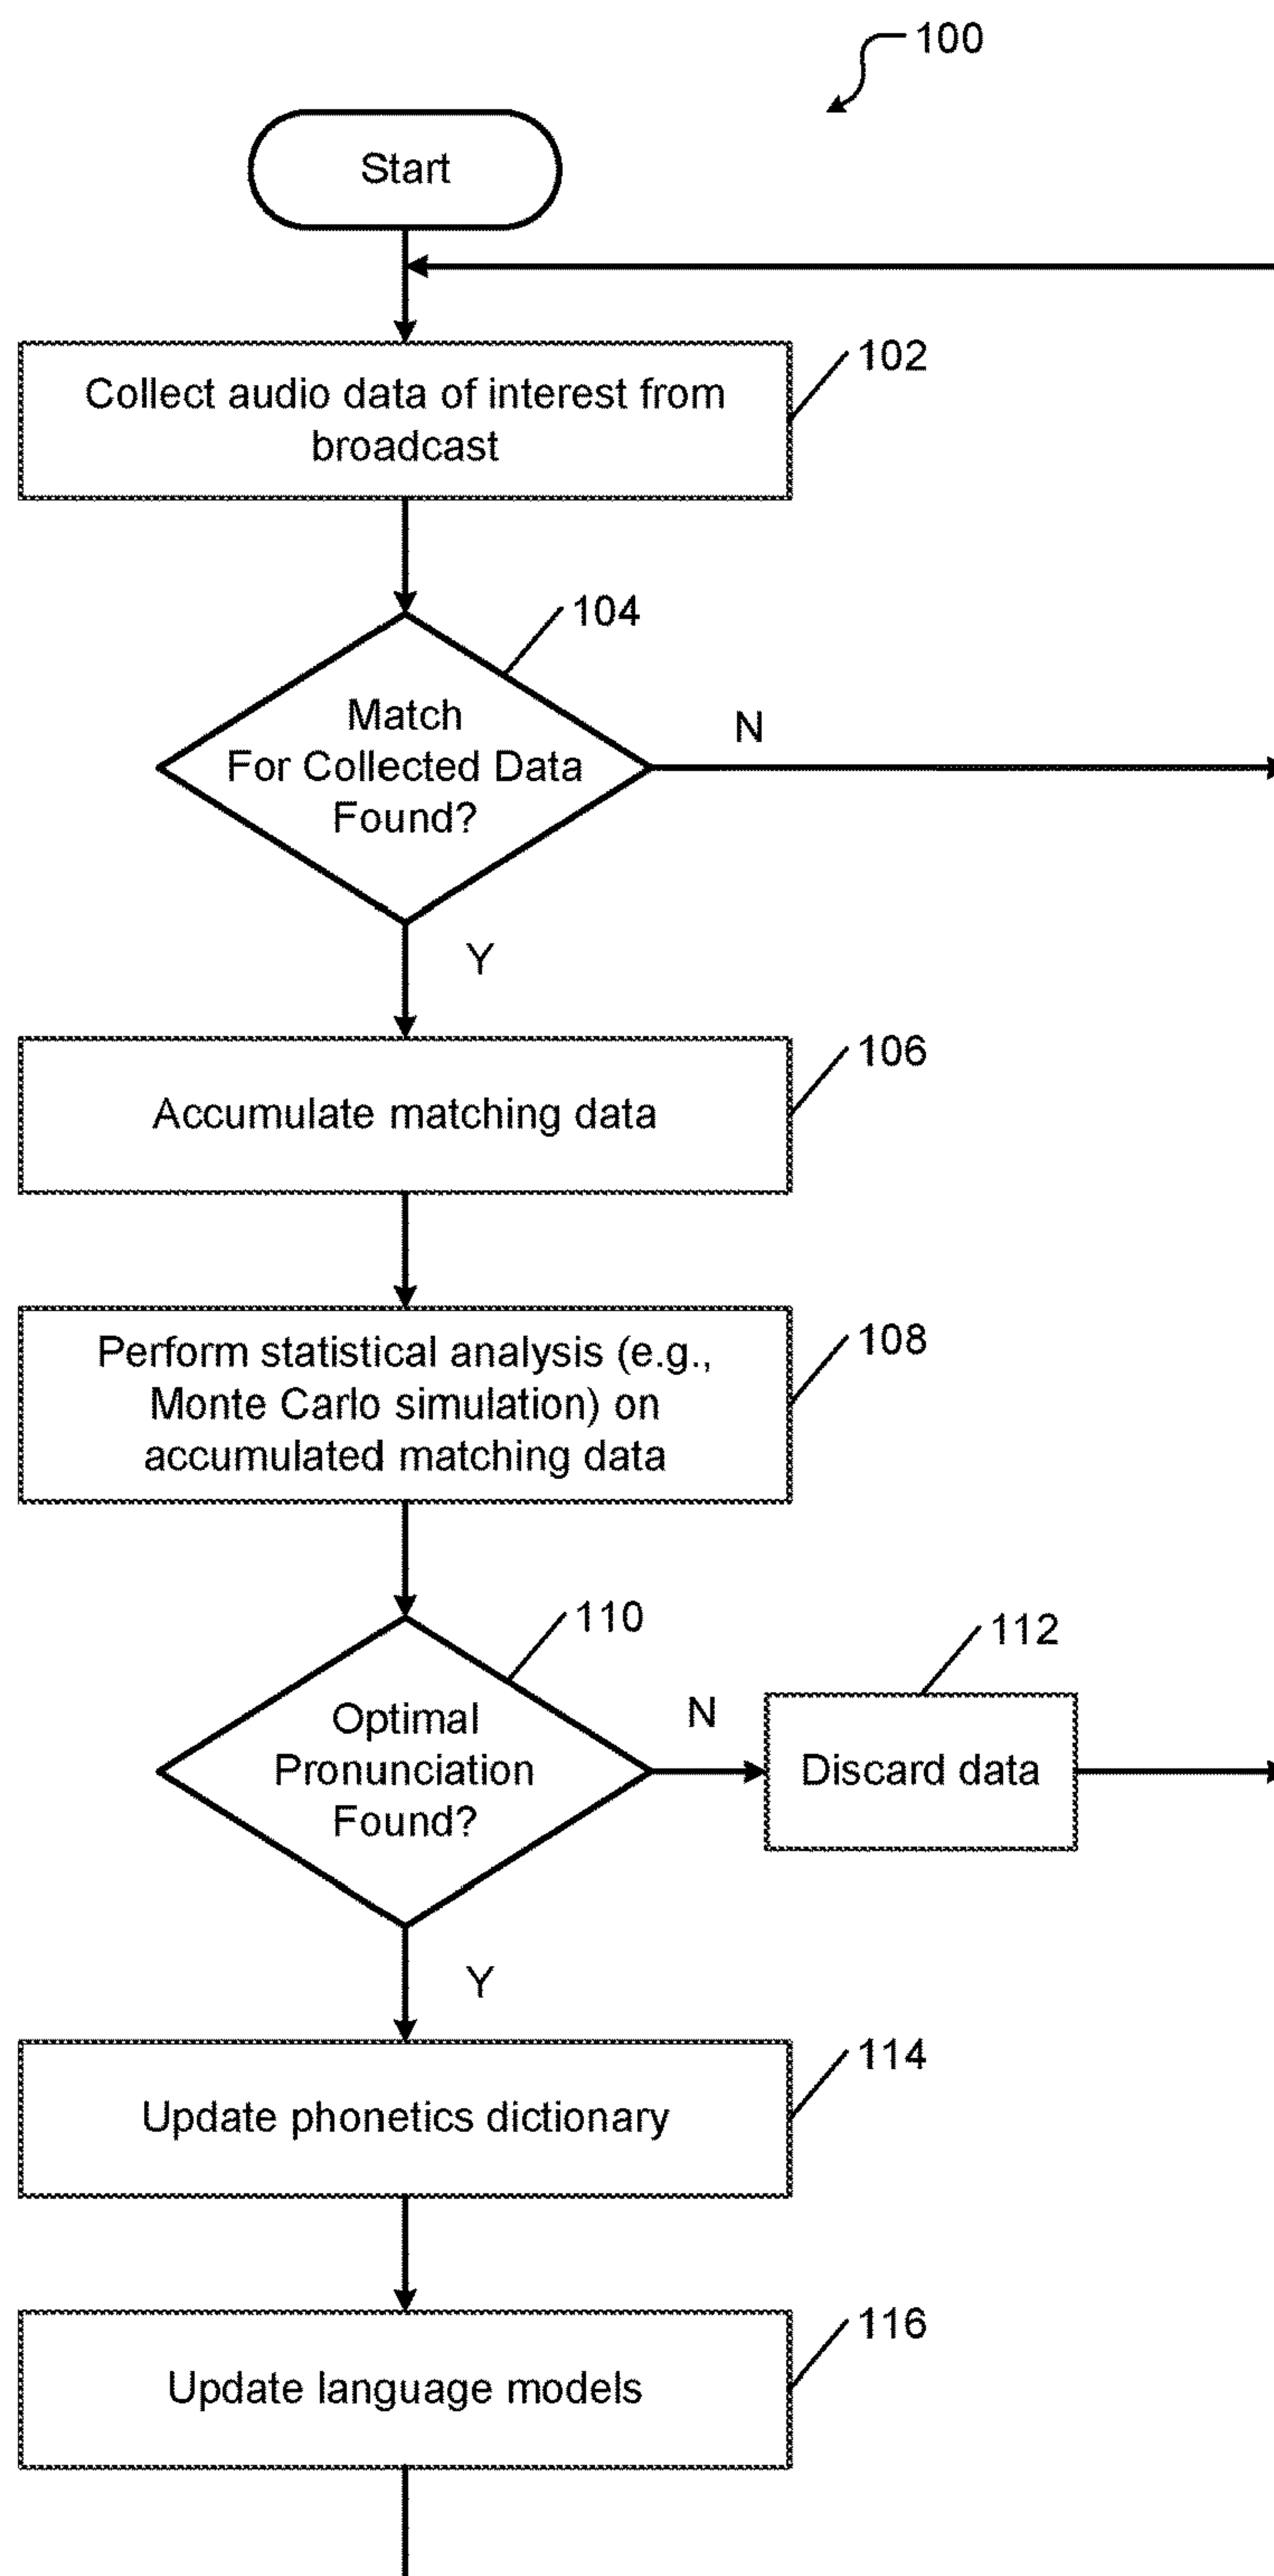 100
Start
102
Collect audio data of interest from
broadcast
104
Match
For Collected Data
Found?
N
Y
106
Accumulate matching data
108
Perform statistical analysis (e.g.,
Monte Carlo simulation) on
accumulated matching data
110
Optimal
Pronunciation
Found?
N
112
Discard data
Y
114
Update phonetics dictionary
116
Update language models